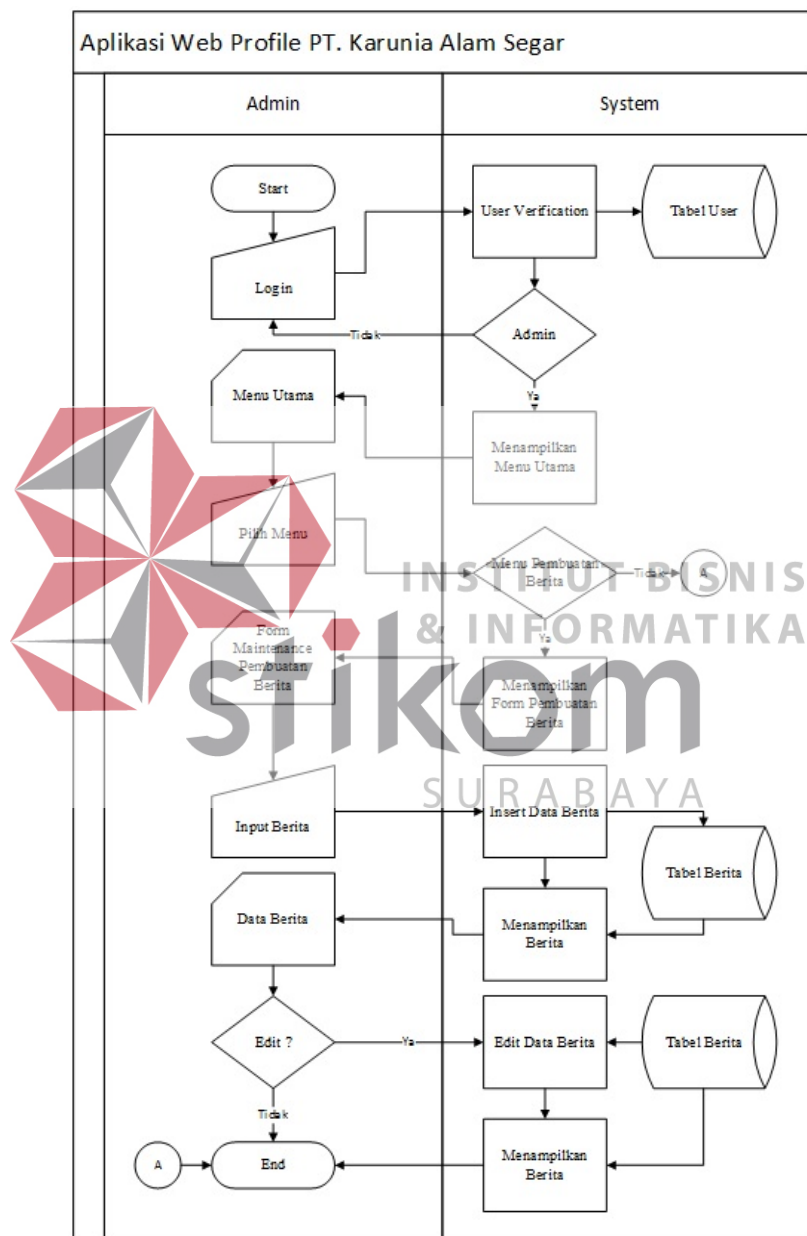 Aplikasi Web Profile PT. Karunia Alam Segar
Admin
System
Start
User Verification
Tabel User
Login
Admin
Tidak
Ya
Menu Utama
Menampilkan
Menu Utama
Pilih Menu
Menu Pembuatan
Berita
Tidak
A
INSTITUT BISNIS
& INFORMATIKA
Ya
Form
Maintenance
Pembuatan
Berita
Menampilkan
Form Pembuatan
Berita
stikom
SURABAYA
Input Berita
Insert Data Berita
Tabel Berita
Data Berita
Menampilkan
Berita
Edit ?
Ya
Edit Data Berita
Tabel Berita
Tidak
A
End
Menampilkan
Berita